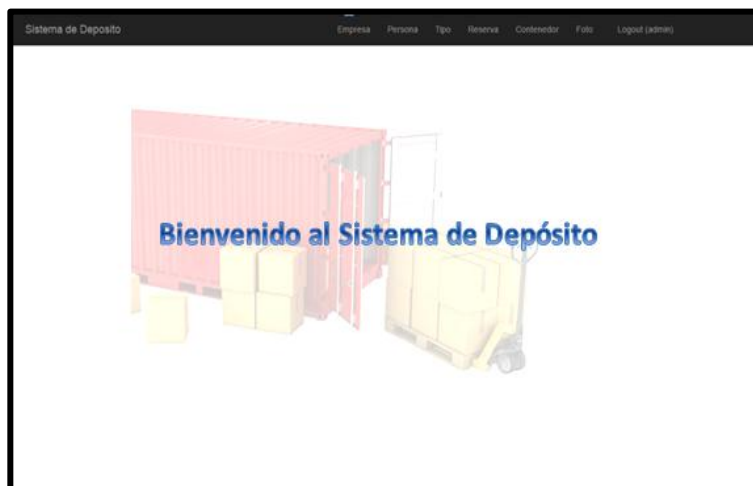 Sistema de Deposito
Empresa Persona Tipo Reserva Contenedor Foto Logout (admin)
Bienvenido al Sistema de Depósito